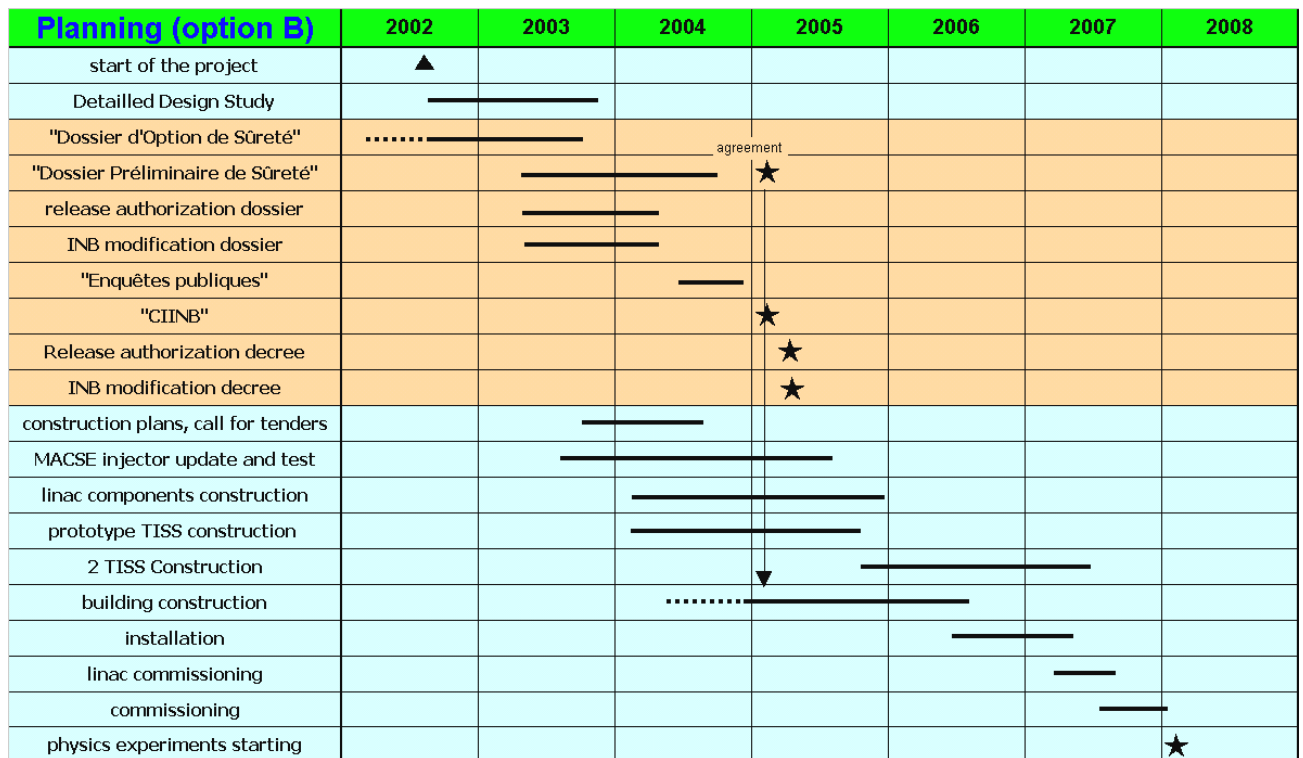 Planning (option B) 2002 2003 2004 2005 2006 2007 2008
start of the project
Detailled Design Study
"Dossier d'Option de Sûreté"
agreement
"Dossier Préliminaire de Sûreté"
release authorization dossier
INB modification dossier
"Enquêtes publiques"
"CIINB"
Release authorization decree
INB modification decree
construction plans, call for tenders
MACSE injector update and test
linac components construction
prototype TISS construction
2 TISS Construction
building construction
installation
linac commissioning
commissioning
physics experiments starting